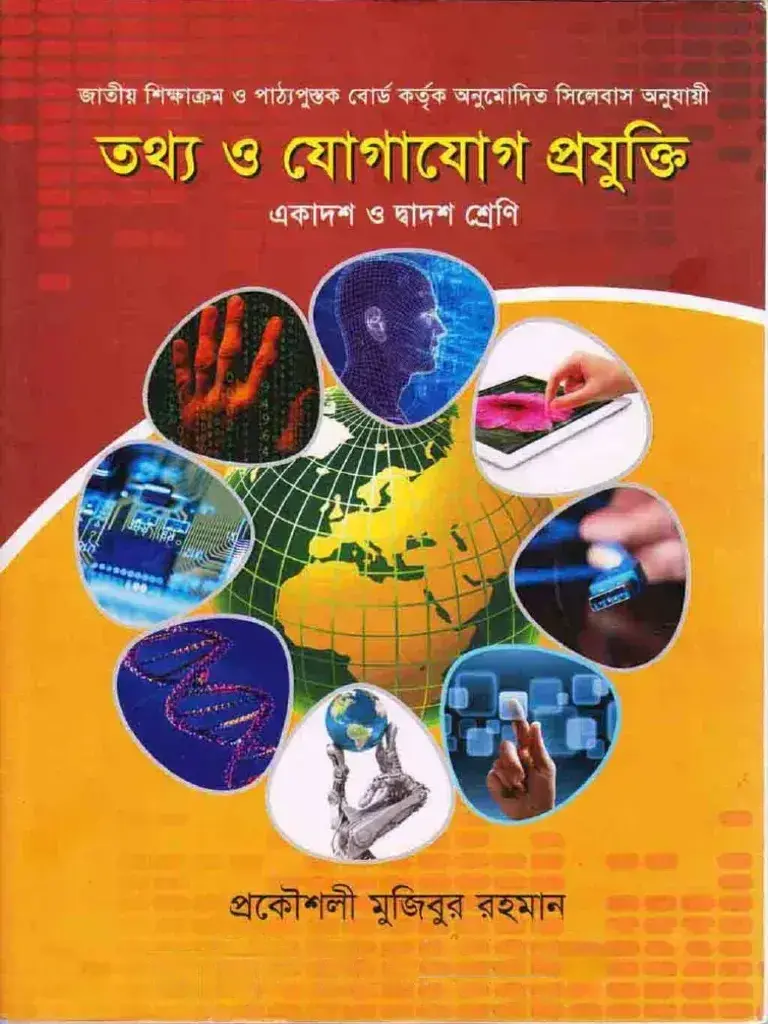 জাতীয় শিক্ষাক্রম ও পাঠ্যপুস্তক বোর্ড কর্তৃক অনুমোদিত সিলেবাস অনুযায়ী
তথ্য ও যোগাযোগ প্রযুক্তি
একাদশ ও দ্বাদশ শ্রেণি
প্রকৌশলী মুজিবুর রহমান